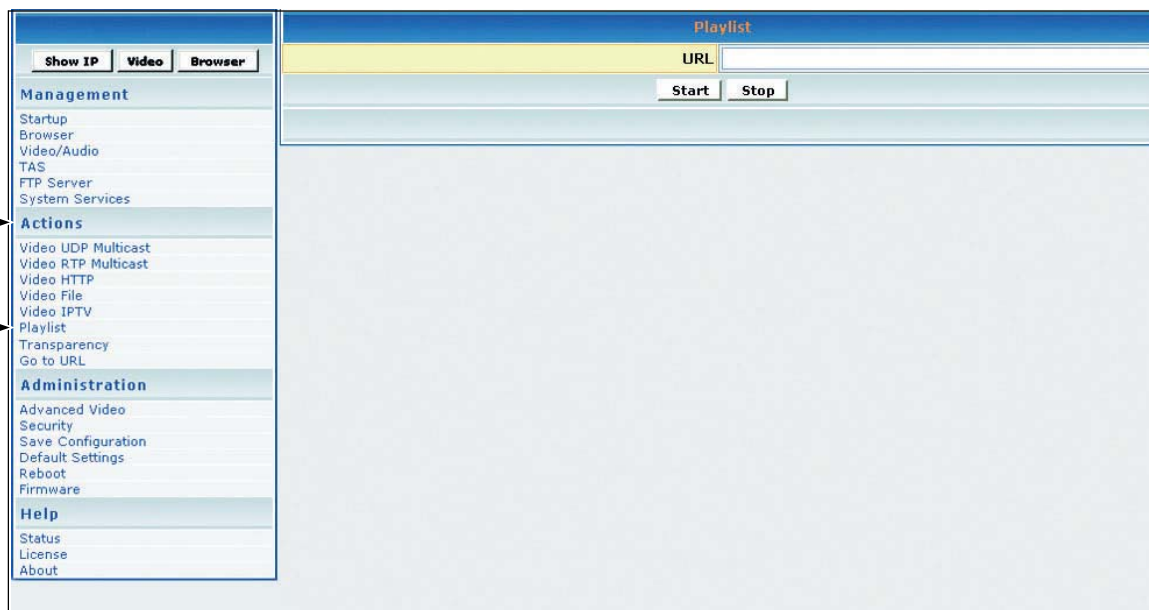 Show IP Video Browser
Management
Startup
Browser
Video/Audio
TAS
FTP Server
System Services
Actions
Video UDP Multicast
Video RTP Multicast
Video HTTP
Video File
Video IPTV
Playlist
Transparency
Go to URL
Administration
Advanced Video
Security
Save Configuration
Default Settings
Reboot
Firmware
Help
Status
License
About
Playlist
URL
Start Stop